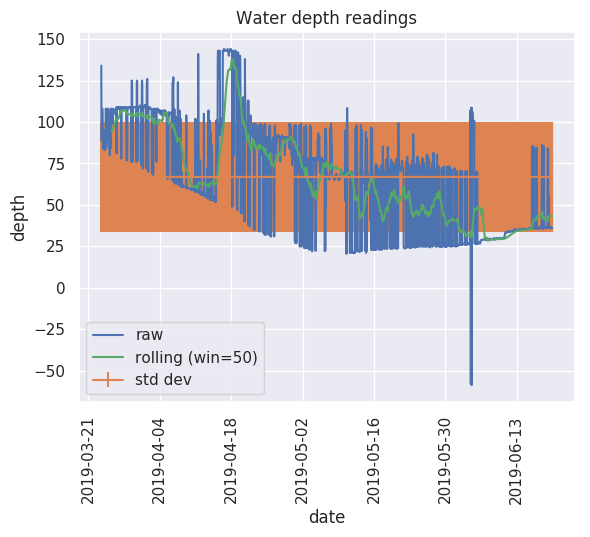 Water depth readings
150
125
100
75
50
25
0
−25
−50
depth
raw
rolling (win=50)
std dev
2019-03-21
2019-04-04
2019-04-18
2019-05-02
2019-05-16
2019-05-30
2019-06-13
date